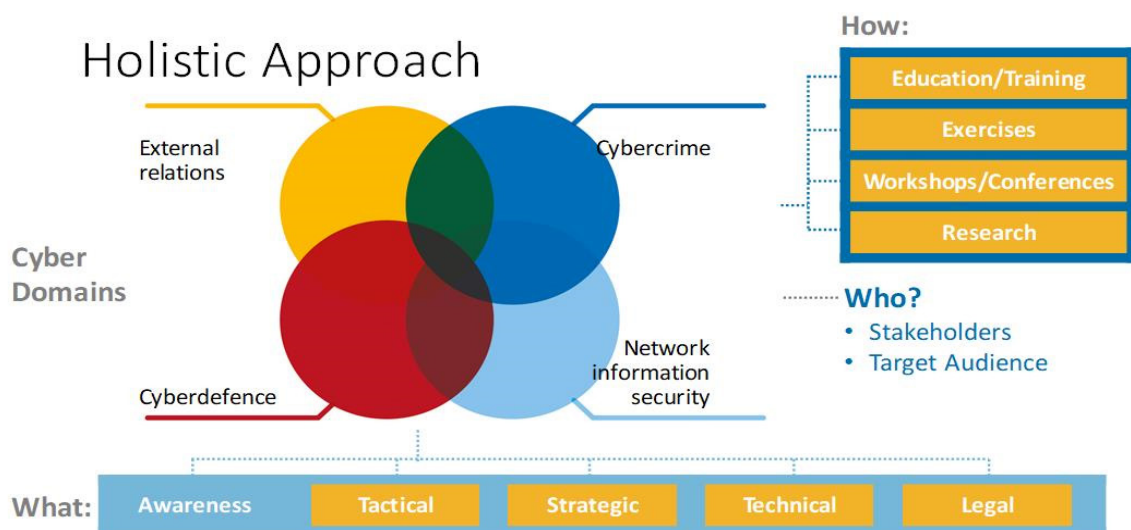 Holistic Approach
How:
Education/Training
Exercises
Workshops/Conferences
Research
External
relations
Cybercrime
Cyber
Domains
Who?
• Stakeholders
• Target Audience
Cyberdefence
Network
information
security
What:
Awareness
Tactical
Strategic
Technical
Legal